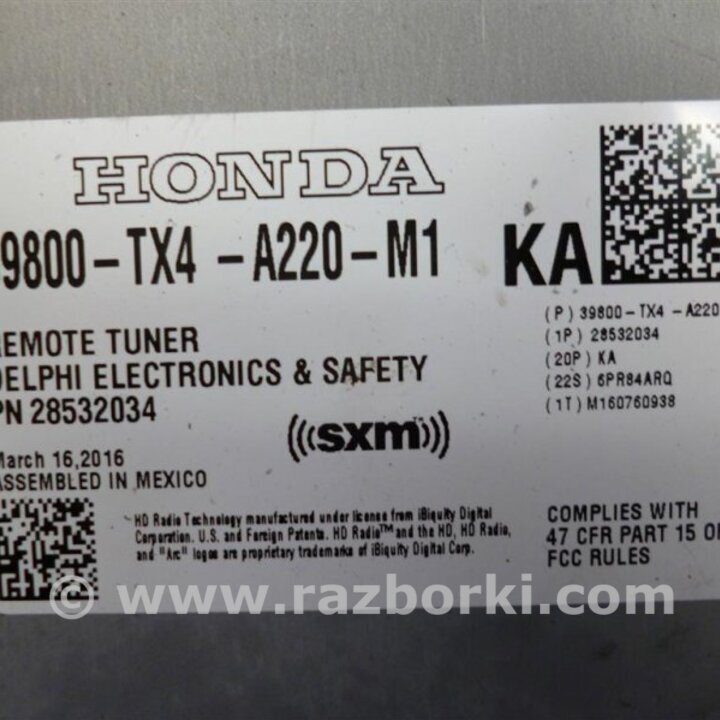 HONDA
9800-TX4 -A220-M1 KA
REMOTE TUNER
DELPHI ELECTRONICS & SAFETY
PN 28532034
(((sxm)))
March 16,2016
ASSEMBLED IN MEXICO
(P) 39800-TX4-A220
(1P) 28532034
(20P) KA
(22S) 6PR84ARQ
(1T) M160760938
HD Radio Technology manufactured under license from iBiquity Digital
Corporation. U.S. and Foreign Patents. HD Radio™ and the HD, HD Radio,
and "Arc" logos are proprietary trademarks of iBiquity Digital Corp.
COMPLIES WITH
47 CFR PART 15 OF
FCC RULES
© www.razborki.com